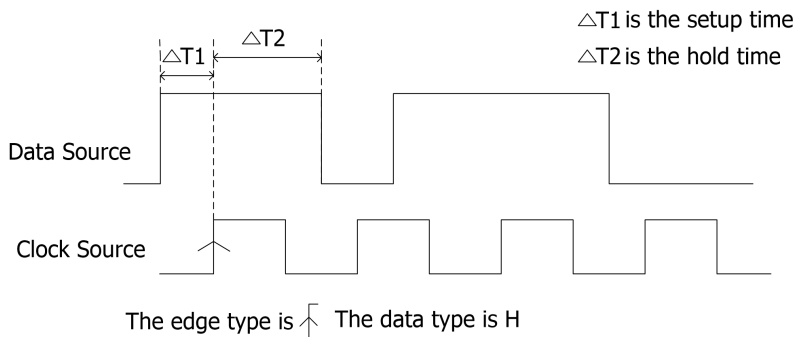 △T1 is the setup time
△T2 is the hold time
△T1
△T2
Data Source
Clock Source
The edge type is
The data type is H